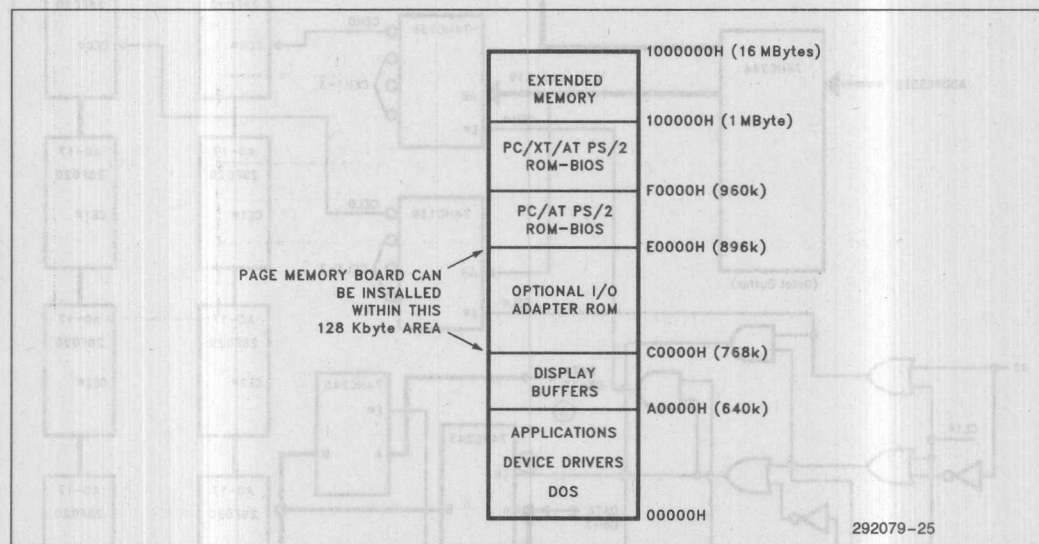 1000000H (16 MBytes)
EXTENDED
MEMORY
100000H (1 MByte)
PC/XT/AT PS/2
ROM-BIOS
F0000H (960k)
PC/AT PS/2
ROM-BIOS
E0000H (896k)
PAGE MEMORY BOARD CAN
BE INSTALLED
WITHIN THIS
128 Kbyte AREA
OPTIONAL I/O
ADAPTER ROM
C0000H (768k)
DISPLAY
BUFFERS
A0000H (640k)
APPLICATIONS
DEVICE DRIVERS
DOS
00000H
292079-25